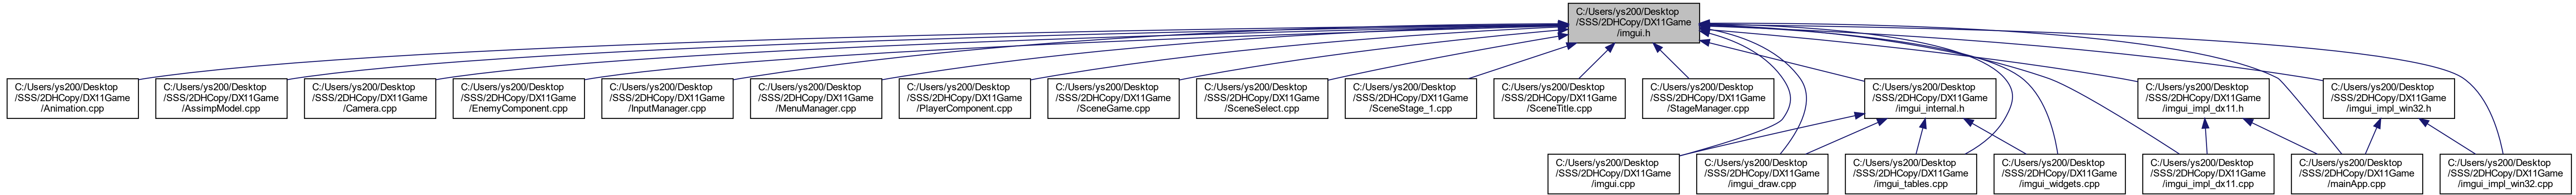 C:/Users/ys200/Desktop
/SSS/2DHCopy/DX11Game
/imgui.h
C:/Users/ys200/Desktop
/SSS/2DHCopy/DX11Game
/Animation.cpp
C:/Users/ys200/Desktop
/SSS/2DHCopy/DX11Game
/AssimpModel.cpp
C:/Users/ys200/Desktop
/SSS/2DHCopy/DX11Game
/Camera.cpp
C:/Users/ys200/Desktop
/SSS/2DHCopy/DX11Game
/EnemyComponent.cpp
C:/Users/ys200/Desktop
/SSS/2DHCopy/DX11Game
/InputManager.cpp
C:/Users/ys200/Desktop
/SSS/2DHCopy/DX11Game
/MenuManager.cpp
C:/Users/ys200/Desktop
/SSS/2DHCopy/DX11Game
/PlayerComponent.cpp
C:/Users/ys200/Desktop
/SSS/2DHCopy/DX11Game
/SceneGame.cpp
C:/Users/ys200/Desktop
/SSS/2DHCopy/DX11Game
/SceneSelect.cpp
C:/Users/ys200/Desktop
/SSS/2DHCopy/DX11Game
/SceneStage_1.cpp
C:/Users/ys200/Desktop
/SSS/2DHCopy/DX11Game
/SceneTitle.cpp
C:/Users/ys200/Desktop
/SSS/2DHCopy/DX11Game
/StageManager.cpp
C:/Users/ys200/Desktop
/SSS/2DHCopy/DX11Game
/imgui_internal.h
C:/Users/ys200/Desktop
/SSS/2DHCopy/DX11Game
/imgui_impl_dx11.h
C:/Users/ys200/Desktop
/SSS/2DHCopy/DX11Game
/imgui_impl_win32.h
C:/Users/ys200/Desktop
/SSS/2DHCopy/DX11Game
/imgui.cpp
C:/Users/ys200/Desktop
/SSS/2DHCopy/DX11Game
/imgui_draw.cpp
C:/Users/ys200/Desktop
/SSS/2DHCopy/DX11Game
/imgui_tables.cpp
C:/Users/ys200/Desktop
/SSS/2DHCopy/DX11Game
/imgui_widgets.cpp
C:/Users/ys200/Desktop
/SSS/2DHCopy/DX11Game
/imgui_impl_dx11.cpp
C:/Users/ys200/Desktop
/SSS/2DHCopy/DX11Game
/mainApp.cpp
C:/Users/ys200/Desktop
/SSS/2DHCopy/DX11Game
/imgui_impl_win32.cpp